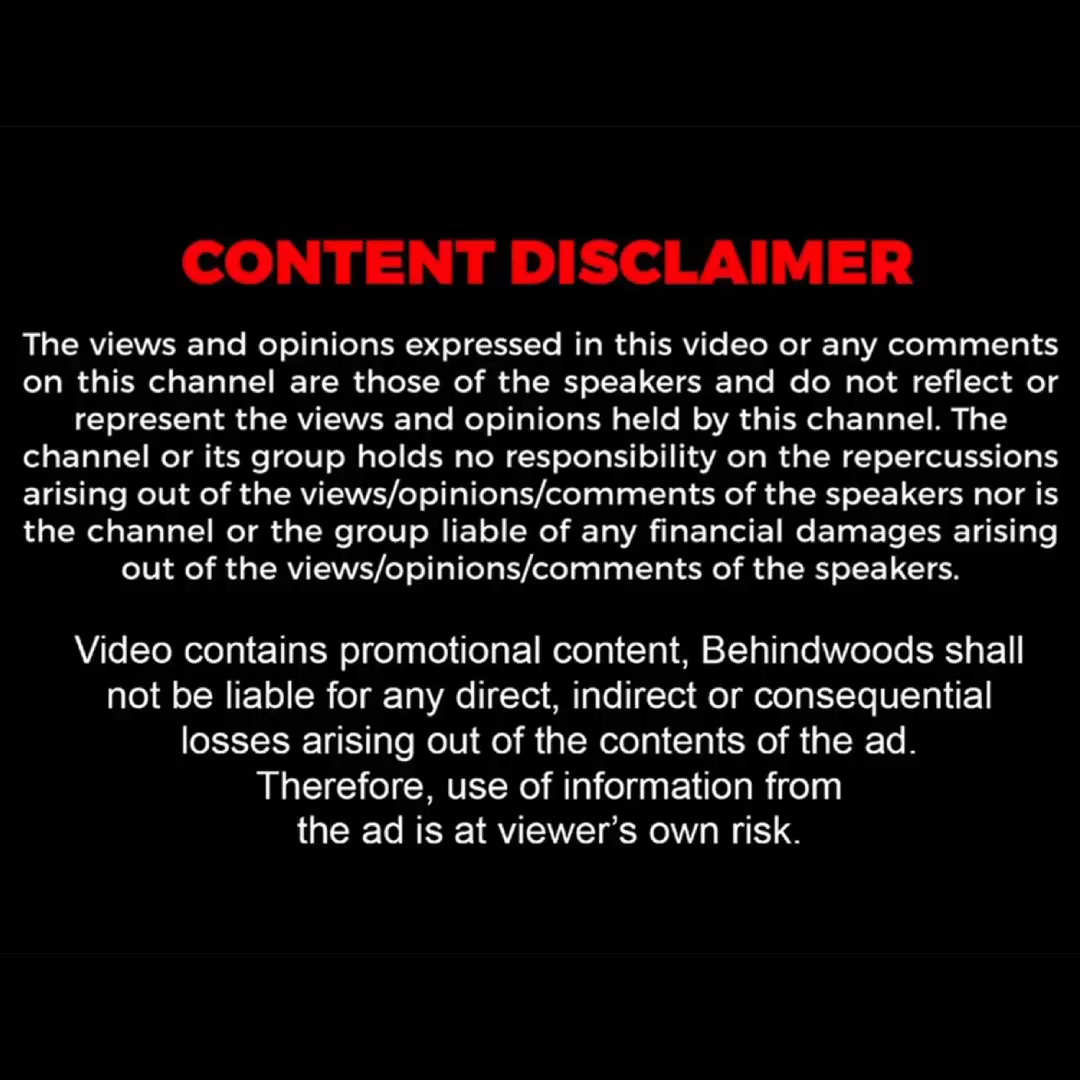 CONTENT DISCLAIMER
The views and opinions expressed in this video or any comments
on this channel are those of the speakers and do not reflect or
represent the views and opinions held by this channel. The
channel or its group holds no responsibility on the repercussions
arising out of the views/opinions/comments of the speakers nor is
the channel or the group liable of any financial damages arising
out of the views/opinions/comments of the speakers.
Video contains promotional content, Behindwoods shall
not be liable for any direct, indirect or consequential
losses arising out of the contents of the ad.
Therefore, use of information from
the ad is at viewer’s own risk.